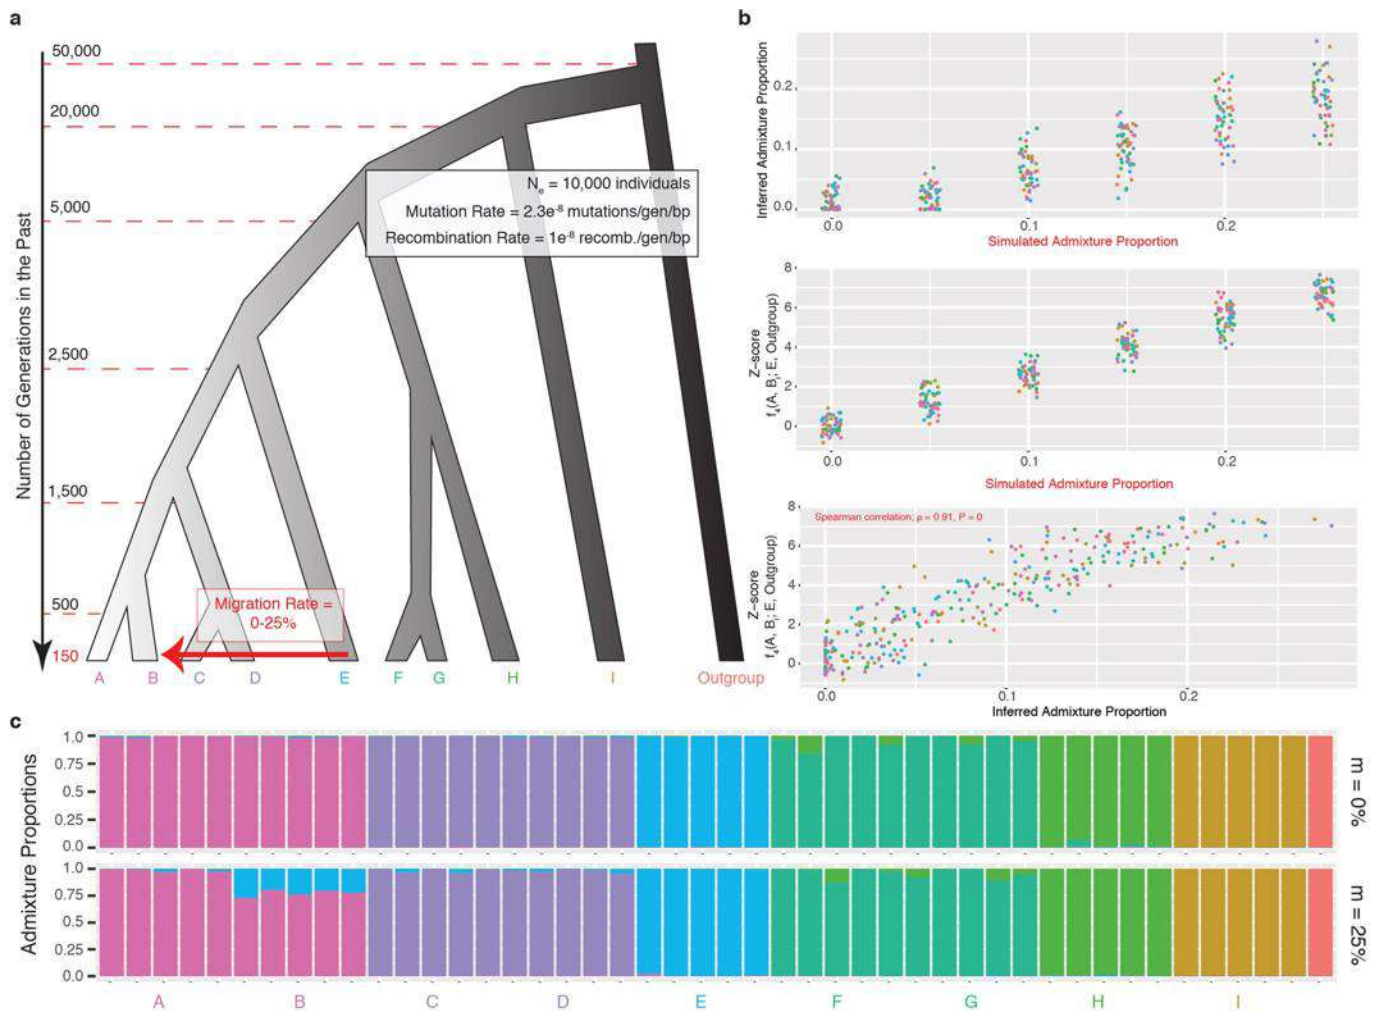 a
50,000
20,000
5,000
2,500
1,500
500
150
Number of Generations in the Past
Nₑ = 10,000 individuals
Mutation Rate = 2.3e⁻⁸ mutations/gen/bp
Recombination Rate = 1e⁻⁸ recomb./gen/bp
Migration Rate =
0-25%
A B C D E F G H I Outgroup
b
Inferred Admixture Proportion
0.2
0.1
0.0
0.0 0.1 0.2
Simulated Admixture Proportion
Z−score
f₄(A, Bᵢ; E, Outgroup)
8
6
4
2
0
0.0 0.1 0.2
Simulated Admixture Proportion
Z−score
f₄(A, Bᵢ; E, Outgroup)
8
6
4
2
0
Spearman correlation; ρ = 0.91, P = 0
0.0 0.1 0.2
Inferred Admixture Proportion
c
Admixture Proportions
1.0
0.75
0.5
0.25
0.0
m = 0%
1.0
0.75
0.5
0.25
0.0
m = 25%
A B C D E F G H I